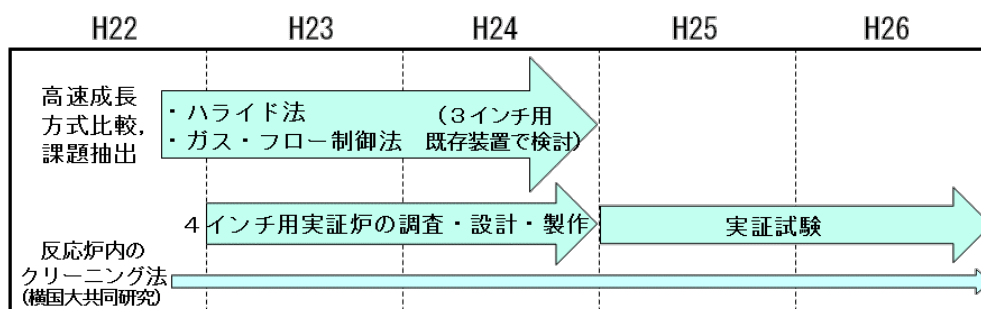 H22 H23 H24 H25 H26
高速成長
方式比較,
課題抽出
・ハライド法
・ガス・フロー制御法
(3インチ用
既存装置で検討)
4インチ用実証炉の調査・設計・製作
実証試験
反応炉内の
クリーニング法
(横国大共同研究)